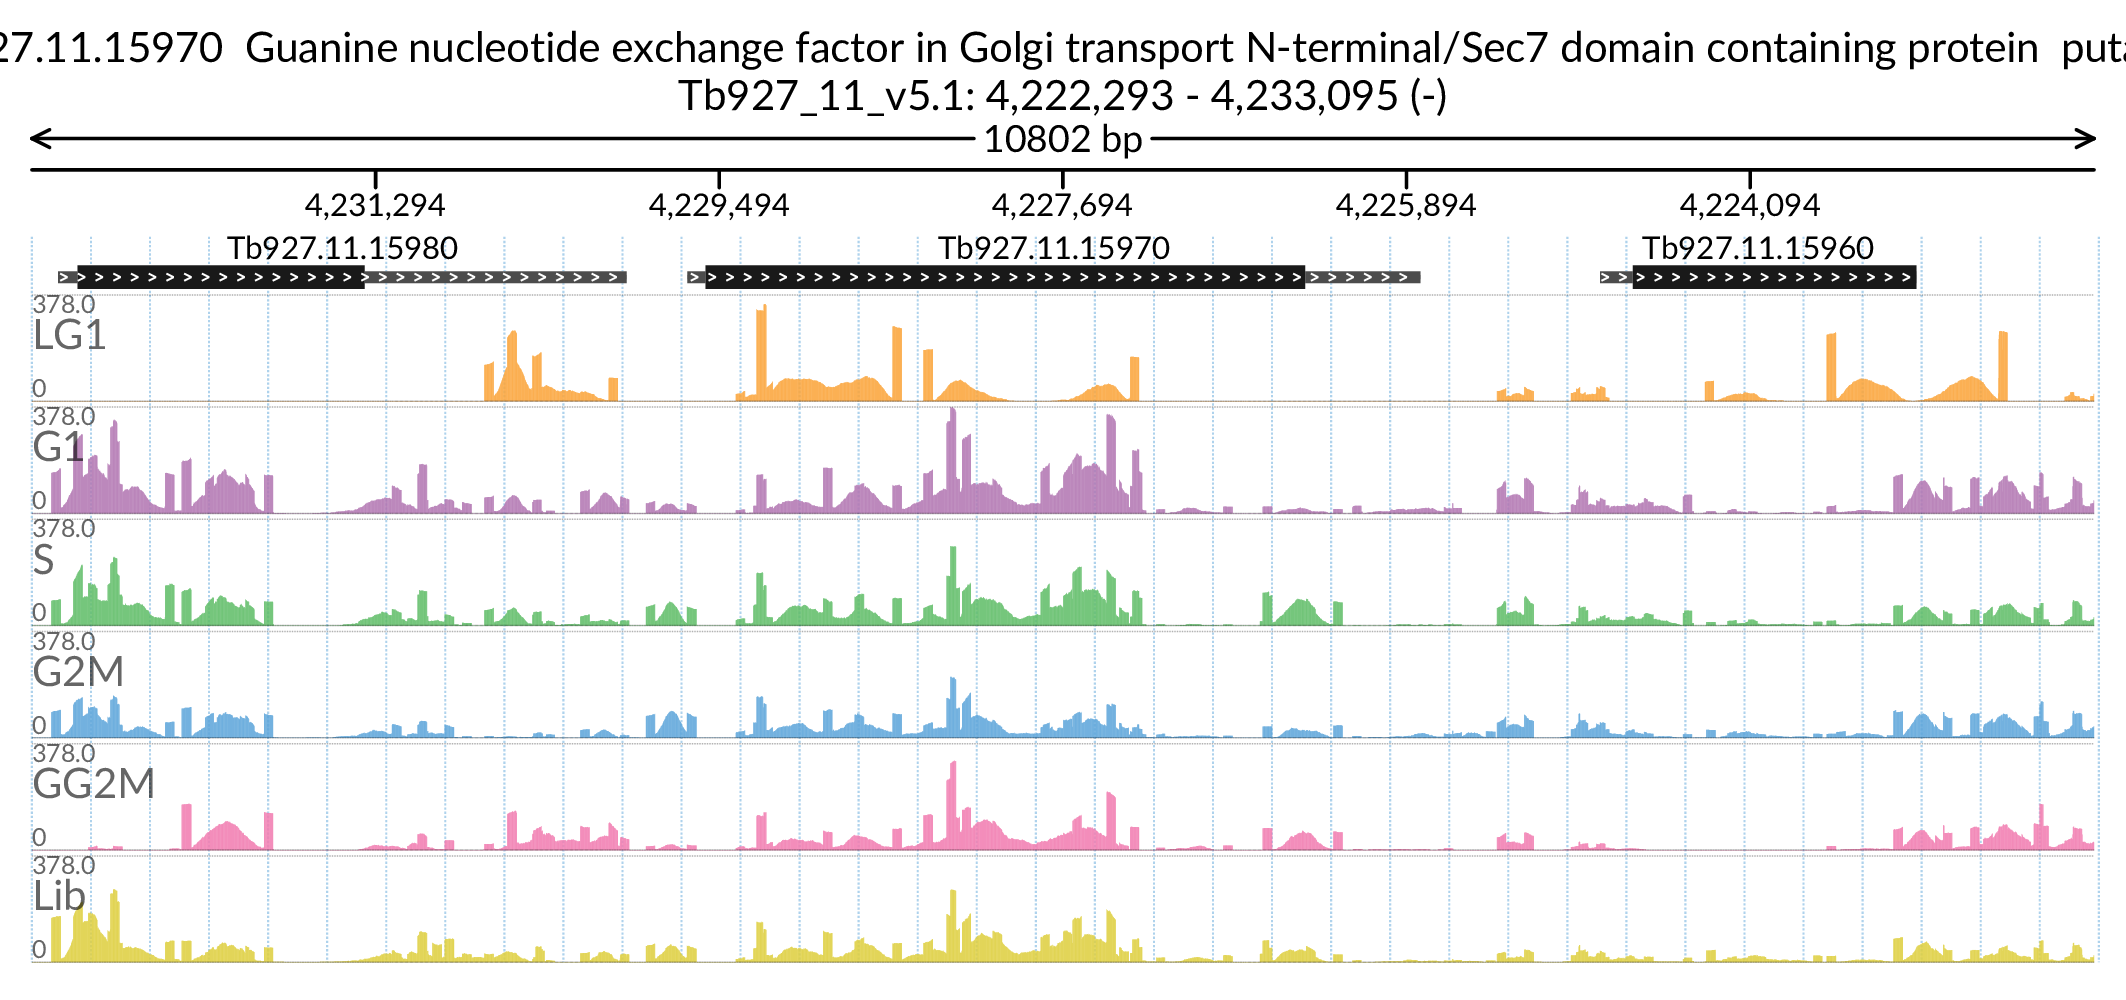 27.11.15970 Guanine nucleotide exchange factor in Golgi transport N-terminal/Sec7 domain containing protein puta
Tb927_11_v5.1: 4,222,293 - 4,233,095 (-)
10802 bp
4,231,294 4,229,494 4,227,694 4,225,894 4,224,094
Tb927.11.15980 Tb927.11.15970 Tb927.11.15960
378.0
LG1
0
378.0
G1
0
378.0
S
0
378.0
G2M
0
378.0
GG2M
0
378.0
Lib
0